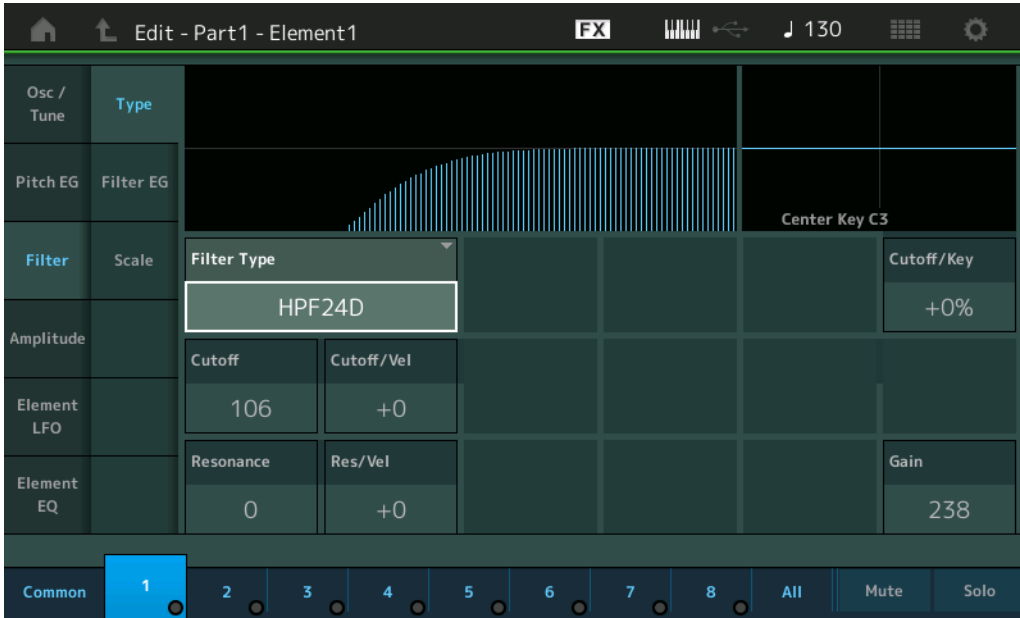 Edit - Part1 - Element1
FX
♩ 130
Osc /
Tune
Type
Pitch EG
Filter EG
Center Key C3
Filter
Scale
Filter Type
HPF24D
Cutoff/Key
+0%
Amplitude
Cutoff
Cutoff/Vel
106
+0
Element
LFO
Resonance
Res/Vel
Gain
Element
EQ
0
+0
238
Common
1
2
3
4
5
6
7
8
All
Mute
Solo